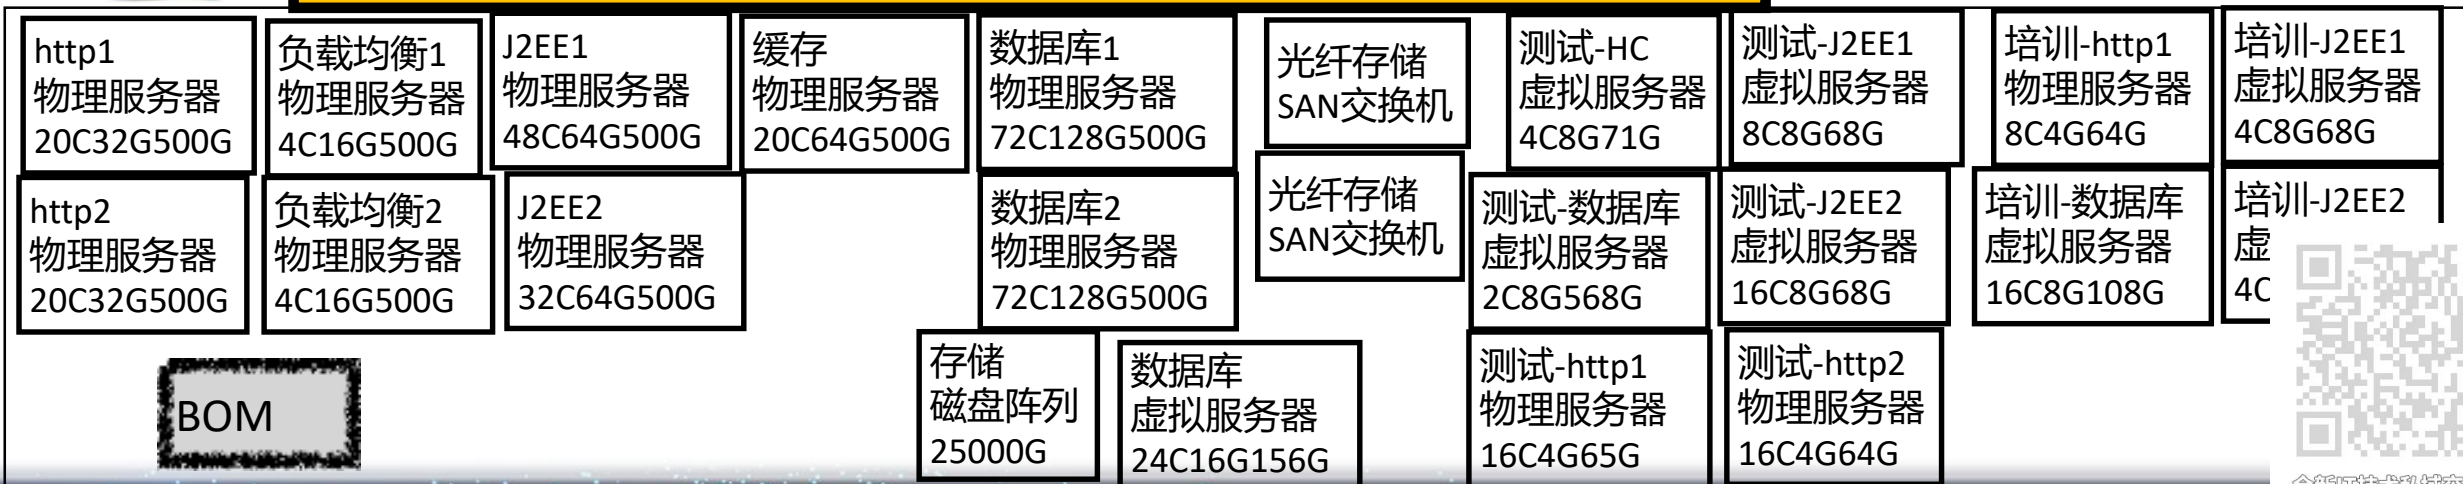 http1
物理服务器
20C32G500G
负载均衡1
物理服务器
4C16G500G
J2EE1
物理服务器
48C64G500G
缓存
物理服务器
20C64G500G
数据库1
物理服务器
72C128G500G
光纤存储
SAN交换机
测试-HC
虚拟服务器
4C8G71G
测试-J2EE1
虚拟服务器
8C8G68G
培训-http1
物理服务器
8C4G64G
培训-J2EE1
虚拟服务器
4C8G68G
http2
物理服务器
20C32G500G
负载均衡2
物理服务器
4C16G500G
J2EE2
物理服务器
32C64G500G
数据库2
物理服务器
72C128G500G
光纤存储
SAN交换机
测试-数据库
虚拟服务器
2C8G568G
测试-J2EE2
虚拟服务器
16C8G68G
培训-数据库
虚拟服务器
16C8G108G
培训-J2EE2
虚
4C
BOM
存储
磁盘阵列
25000G
数据库
虚拟服务器
24C16G156G
测试-http1
物理服务器
16C4G65G
测试-http2
物理服务器
16C4G64G